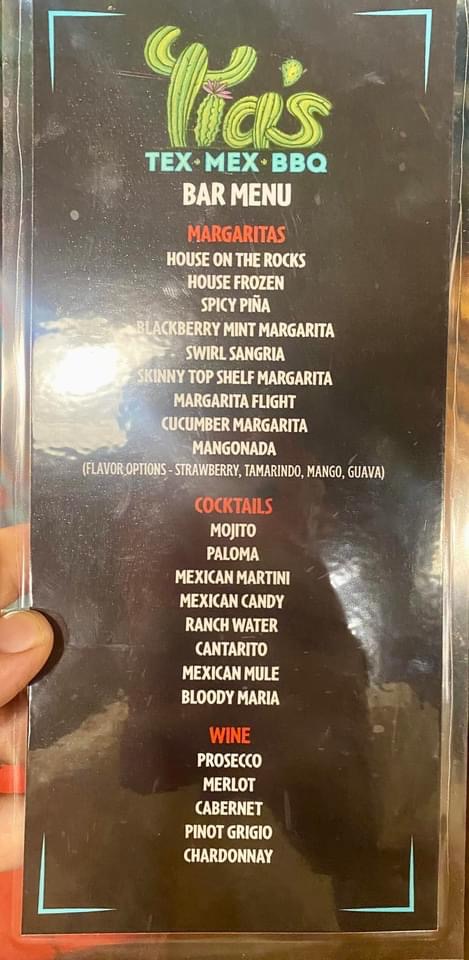 Tia's
TEX • MEX • BBQ
BAR MENU
MARGARITAS
HOUSE ON THE ROCKS
HOUSE FROZEN
SPICY PIÑA
BLACKBERRY MINT MARGARITA
SWIRL SANGRIA
SKINNY TOP SHELF MARGARITA
MARGARITA FLIGHT
CUCUMBER MARGARITA
MANGONADA
(FLAVOR OPTIONS - STRAWBERRY, TAMARINDO, MANGO, GUAVA)
COCKTAILS
MOJITO
PALOMA
MEXICAN MARTINI
MEXICAN CANDY
RANCH WATER
CANTARITO
MEXICAN MULE
BLOODY MARIA
WINE
PROSECCO
MERLOT
CABERNET
PINOT GRIGIO
CHARDONNAY